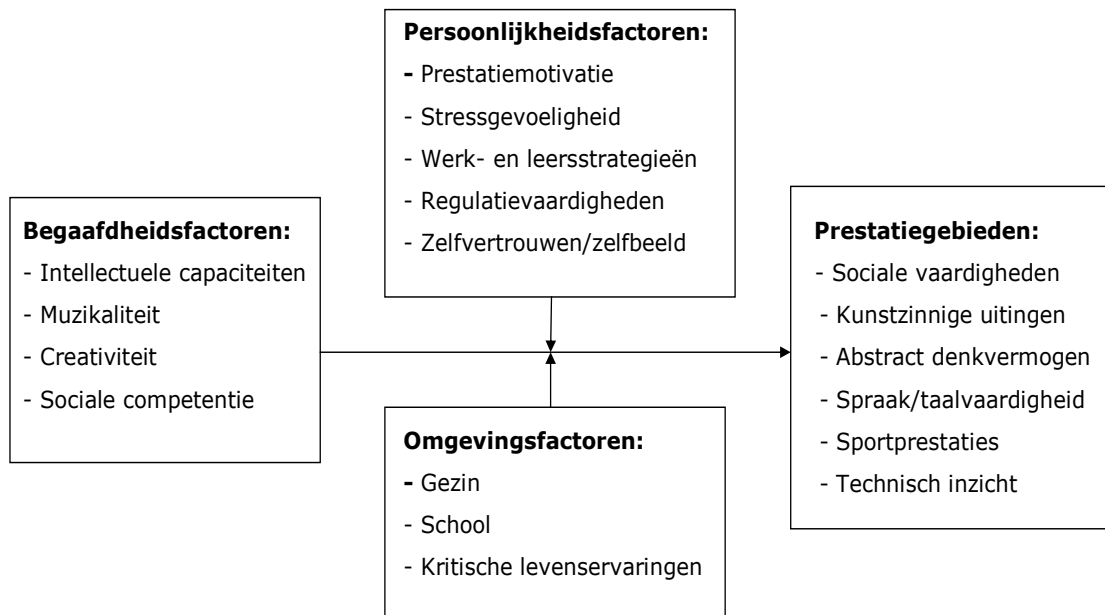 Persoonlijkheidsfactoren:
- Prestatiemotivatie
- Stressgevoeligheid
- Werk- en leersstrategieën
- Regulatievaardigheden
- Zelfvertrouwen/zelfbeeld
Begaafdheidsfactoren:
- Intellectuele capaciteiten
- Muzikaliteit
- Creativiteit
- Sociale competentie
Omgevingsfactoren:
- Gezin
- School
- Kritische levenservaringen
Prestatiegebieden:
- Sociale vaardigheden
- Kunstzinnige uitingen
- Abstract denkvermogen
- Spraak/taalvaardigheid
- Sportprestaties
- Technisch inzicht